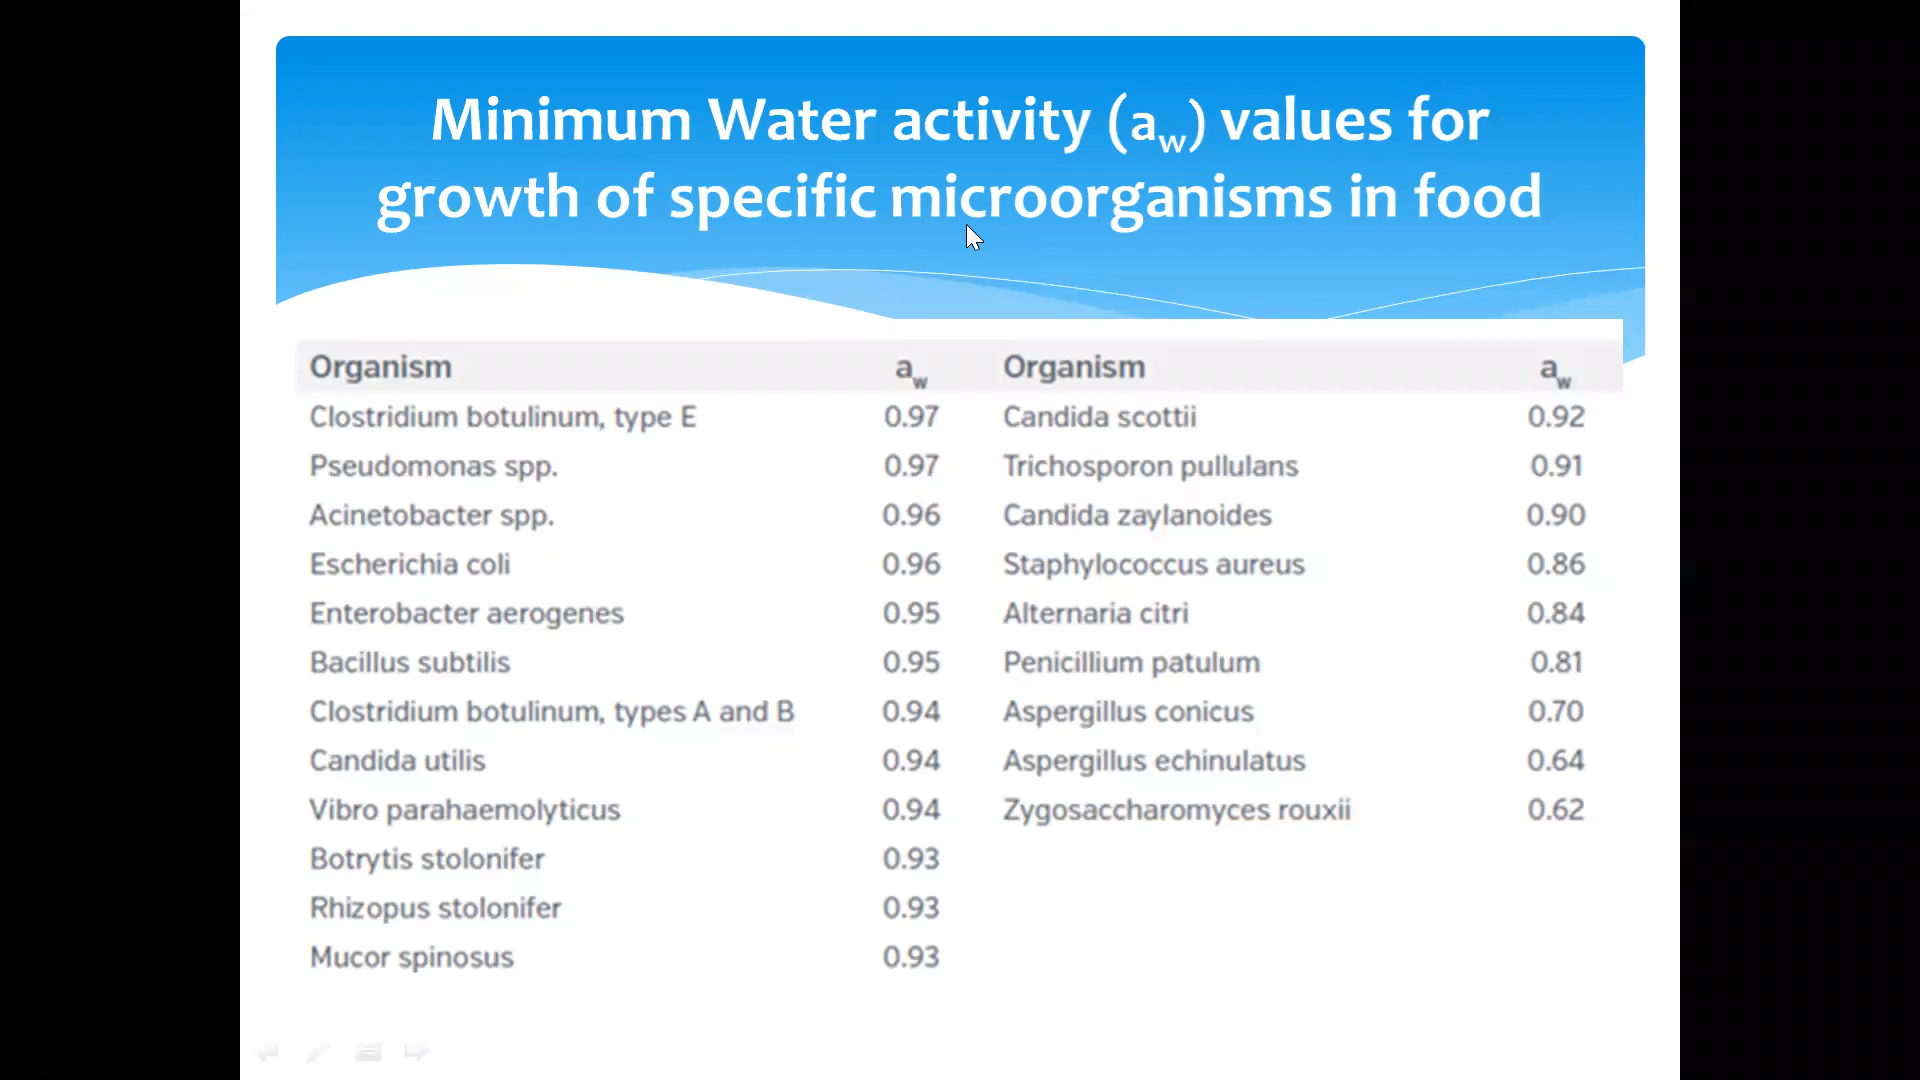 Minimum Water activity (aw) values for
growth of specific microorganisms in food
Organism aw Organism aw
Clostridium botulinum, type E 0.97 Candida scottii 0.92
Pseudomonas spp. 0.97 Trichosporon pullulans 0.91
Acinetobacter spp. 0.96 Candida zaylanoides 0.90
Escherichia coli 0.96 Staphylococcus aureus 0.86
Enterobacter aerogenes 0.95 Alternaria citri 0.84
Bacillus subtilis 0.95 Penicillium patulum 0.81
Clostridium botulinum, types A and B 0.94 Aspergillus conicus 0.70
Candida utilis 0.94 Aspergillus echinulatus 0.64
Vibro parahaemolyticus 0.94 Zygosaccharomyces rouxii 0.62
Botrytis stolonifer 0.93
Rhizopus stolonifer 0.93
Mucor spinosus 0.93